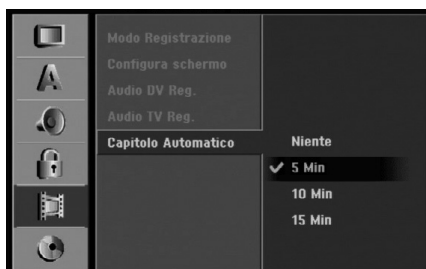 Modo Registrazione
Configura schermo
Audio DV Reg.
Audio TV Reg.
Capitolo Automatico
Niente
5 Min
10 Min
15 Min